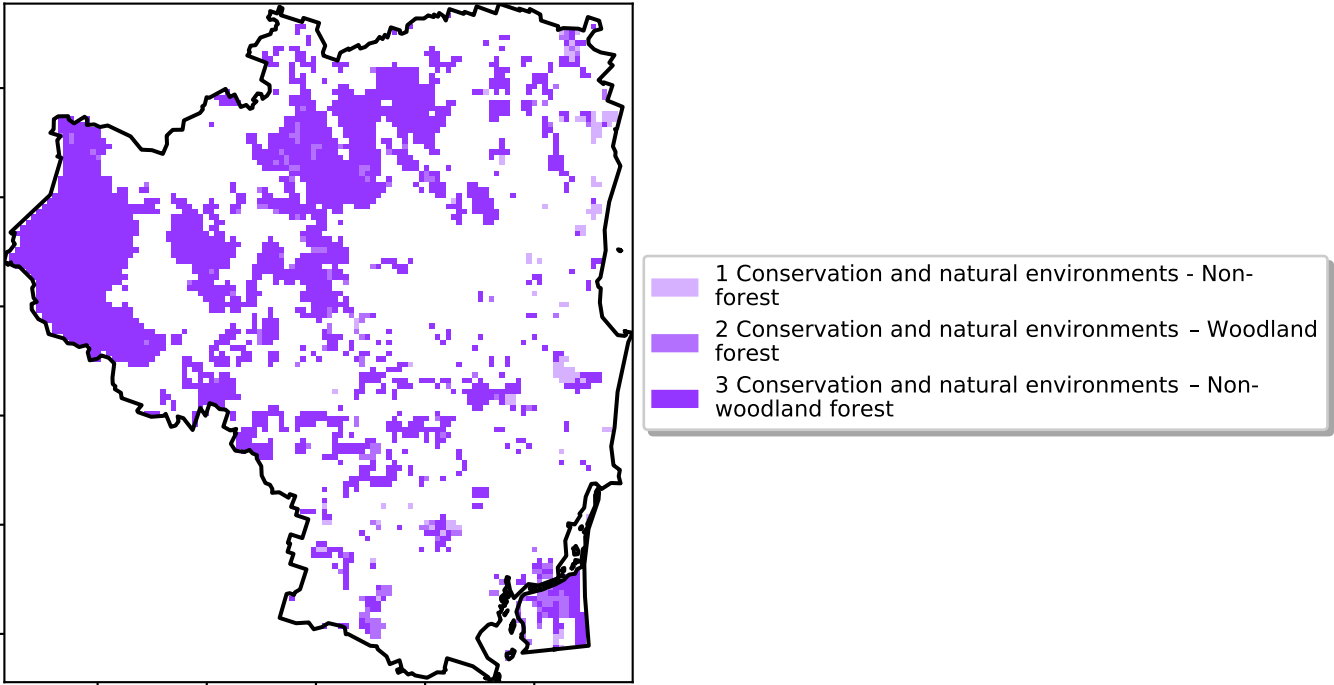 1 Conservation and natural environments - Non-
forest
2 Conservation and natural environments – Woodland
forest
3 Conservation and natural environments – Non-
woodland forest